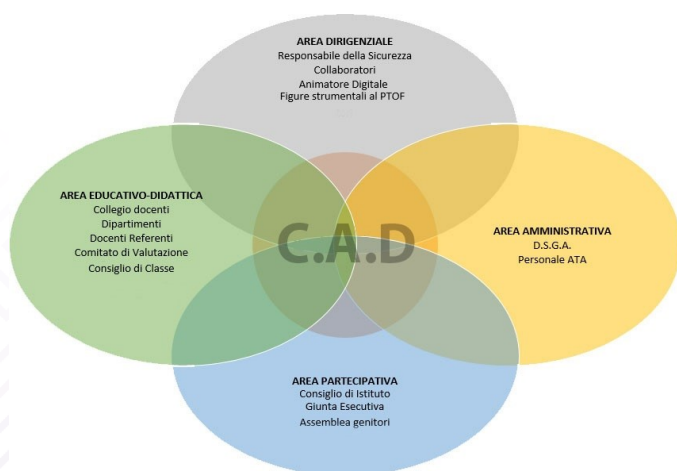 AREA DIRIGENZIALE
Responsabile della Sicurezza
Collaboratori
Animatore Digitale
Figure strumentali al PTOF
AREA EDUCATIVO-DIDATTICA
Collegio docenti
Dipartimenti
Docenti Referenti
Comitato di Valutazione
Consiglio di Classe
C.A.D
AREA AMMINISTRATIVA
D.S.G.A.
Personale ATA
AREA PARTECIPATIVA
Consiglio di Istituto
Giunta Esecutiva
Assemblea genitori